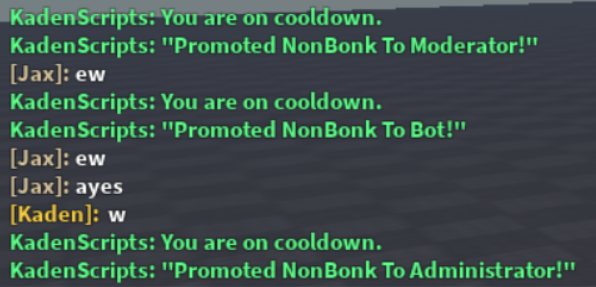 KadenScripts: You are on cooldown.
KadenScripts: "Promoted NonBonk To Moderator!"
[Jax]: ew
KadenScripts: You are on cooldown.
KadenScripts: "Promoted NonBonk To Bot!"
[Jax]: ew
[Jax]: ayes
[Kaden]: w
KadenScripts: You are on cooldown.
KadenScripts: "Promoted NonBonk To Administrator!"